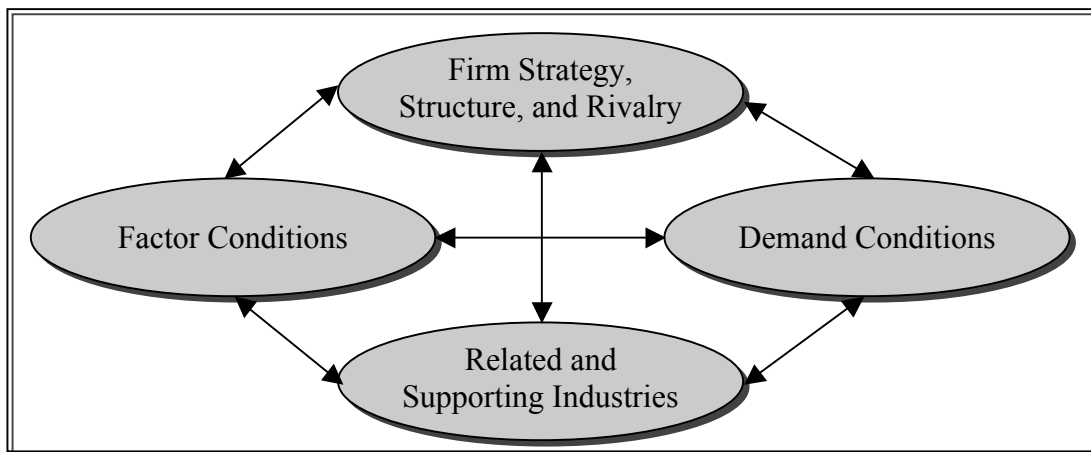 Firm Strategy,
Structure, and Rivalry
Factor Conditions
Demand Conditions
Related and
Supporting Industries